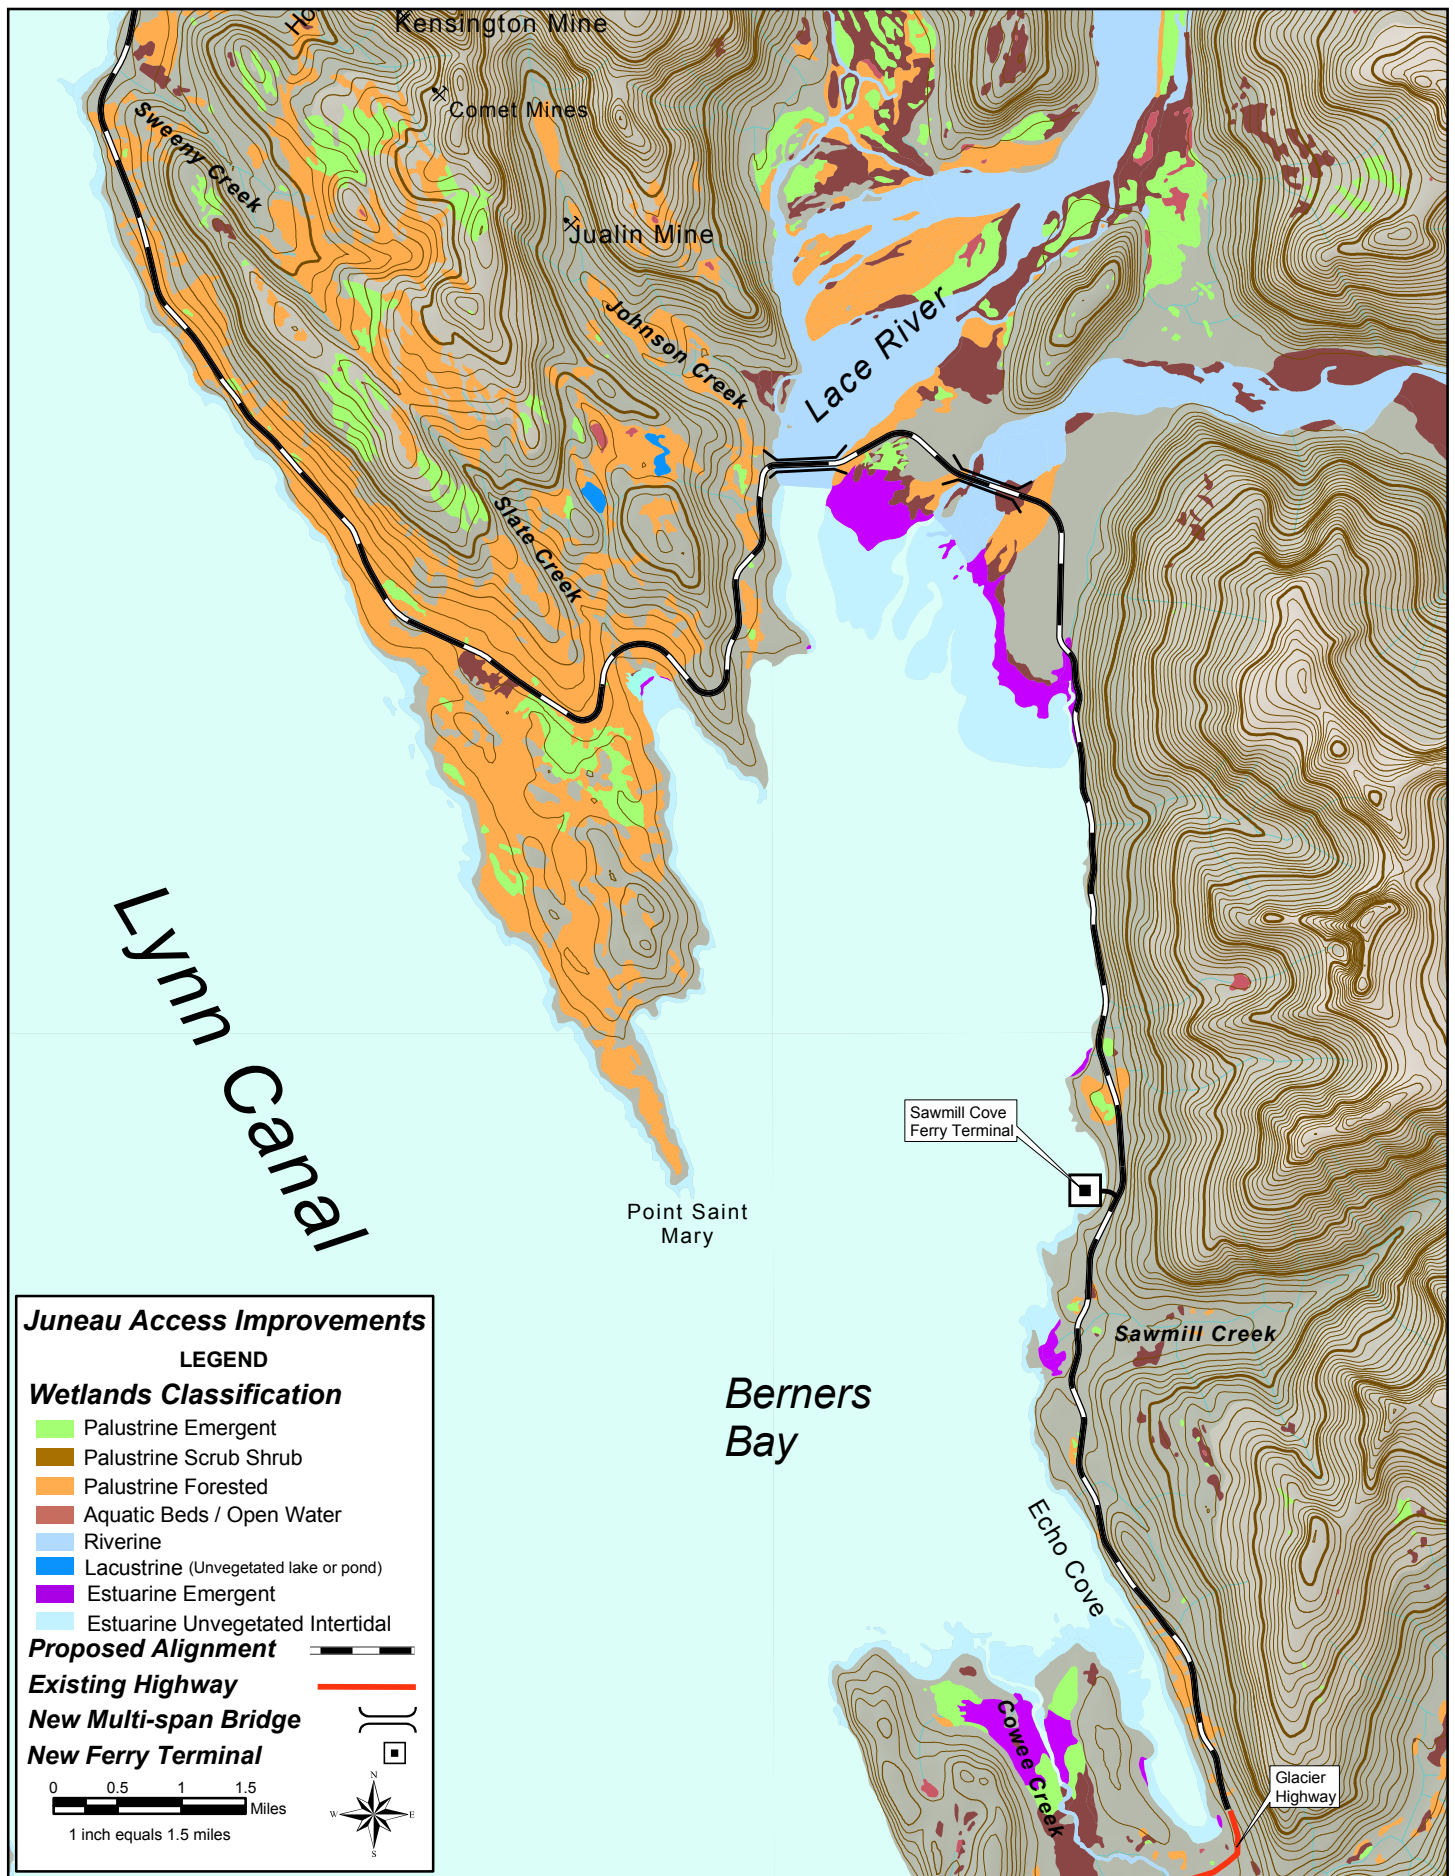 Ho
Kensington Mine
Comet Mines
Sweeny Creek
Jualin Mine
Johnson Creek
Lace River
Slate Creek
Lynn Canal
Sawmill Cove
Ferry Terminal
Point Saint
Mary
Sawmill Creek
Berners
Bay
Echo Cove
Cowee Creek
Glacier
Highway
Juneau Access Improvements
LEGEND
Wetlands Classification
Palustrine Emergent
Palustrine Scrub Shrub
Palustrine Forested
Aquatic Beds / Open Water
Riverine
Lacustrine (Unvegetated lake or pond)
Estuarine Emergent
Estuarine Unvegetated Intertidal
Proposed Alignment
Existing Highway
New Multi-span Bridge
New Ferry Terminal
0 0.5 1 1.5
Miles
1 inch equals 1.5 miles
N
W E
S